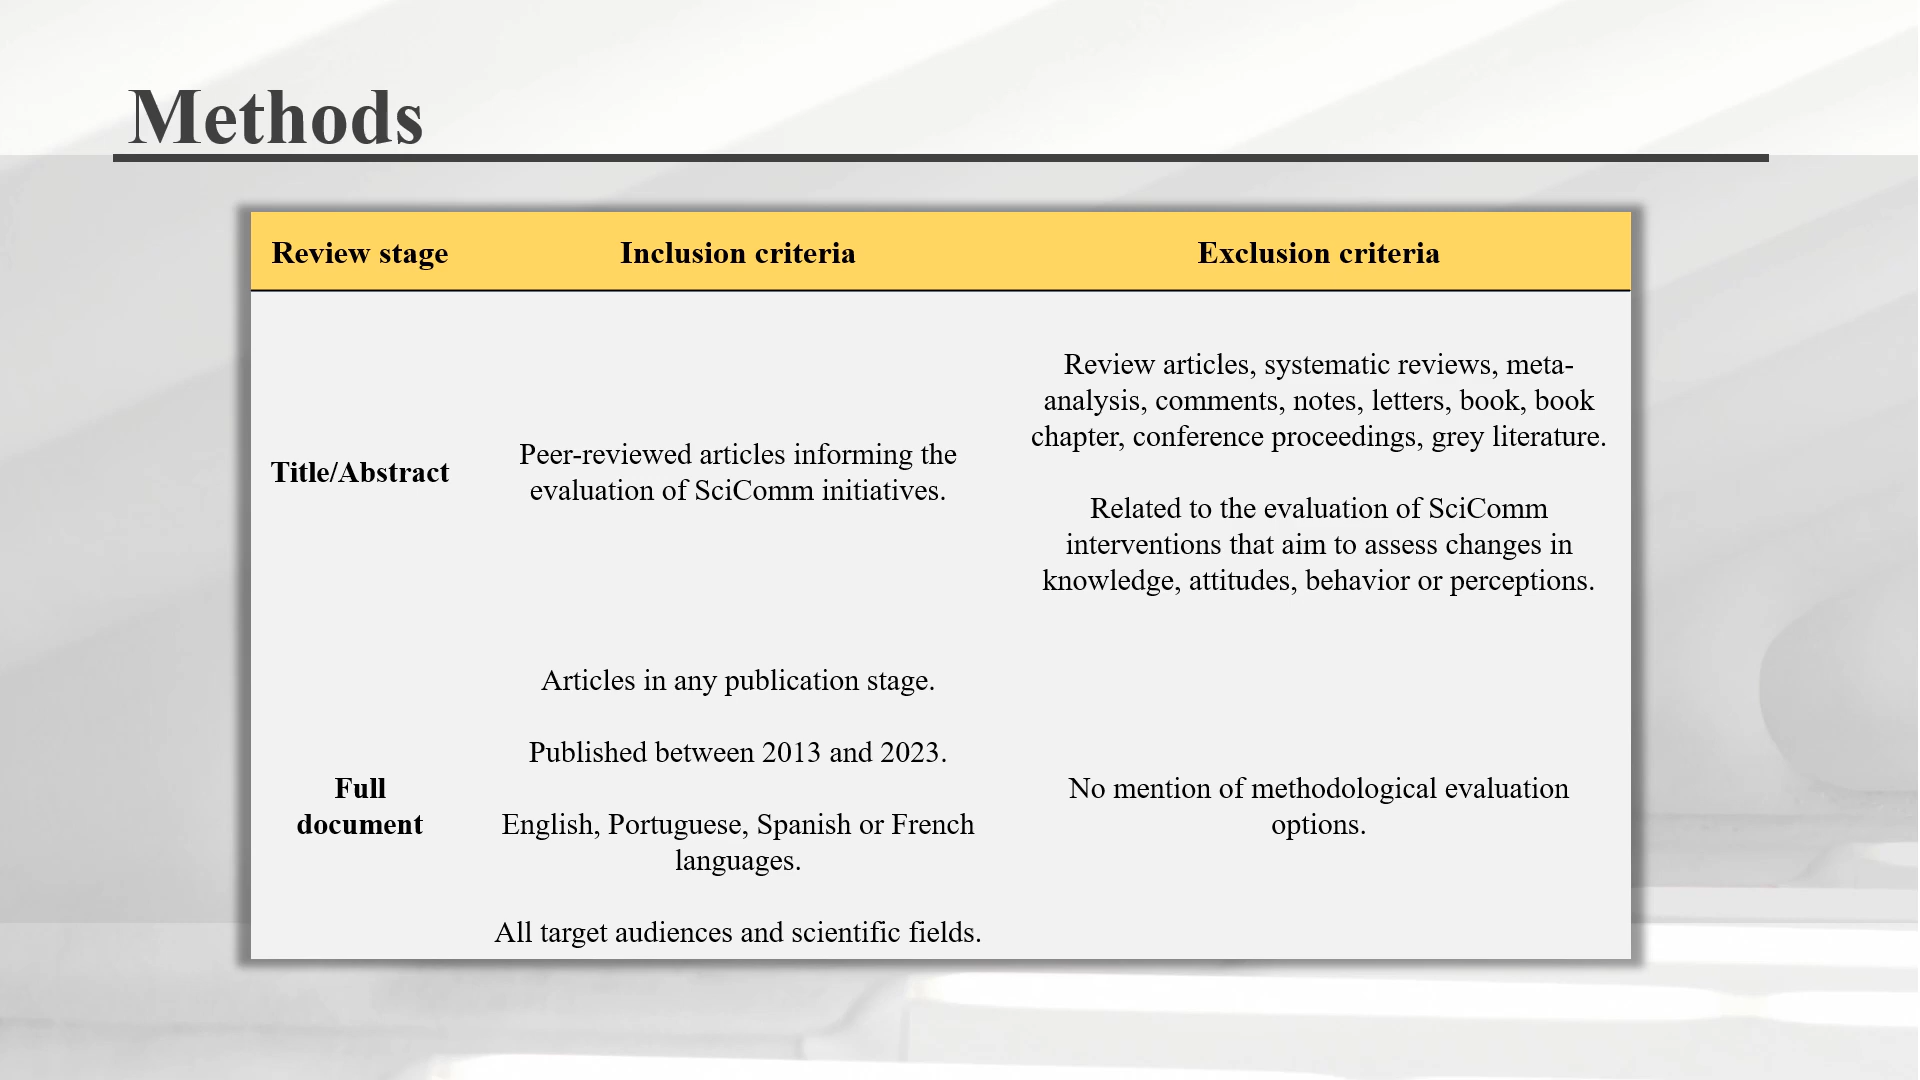 Methods
Review stage
Inclusion criteria
Exclusion criteria
Title/Abstract
Peer-reviewed articles informing the
evaluation of SciComm initiatives.
Review articles, systematic reviews, meta-
analysis, comments, notes, letters, book, book
chapter, conference proceedings, grey literature.
Related to the evaluation of SciComm
interventions that aim to assess changes in
knowledge, attitudes, behavior or perceptions.
Full
document
Articles in any publication stage.
Published between 2013 and 2023.
English, Portuguese, Spanish or French
languages.
All target audiences and scientific fields.
No mention of methodological evaluation
options.